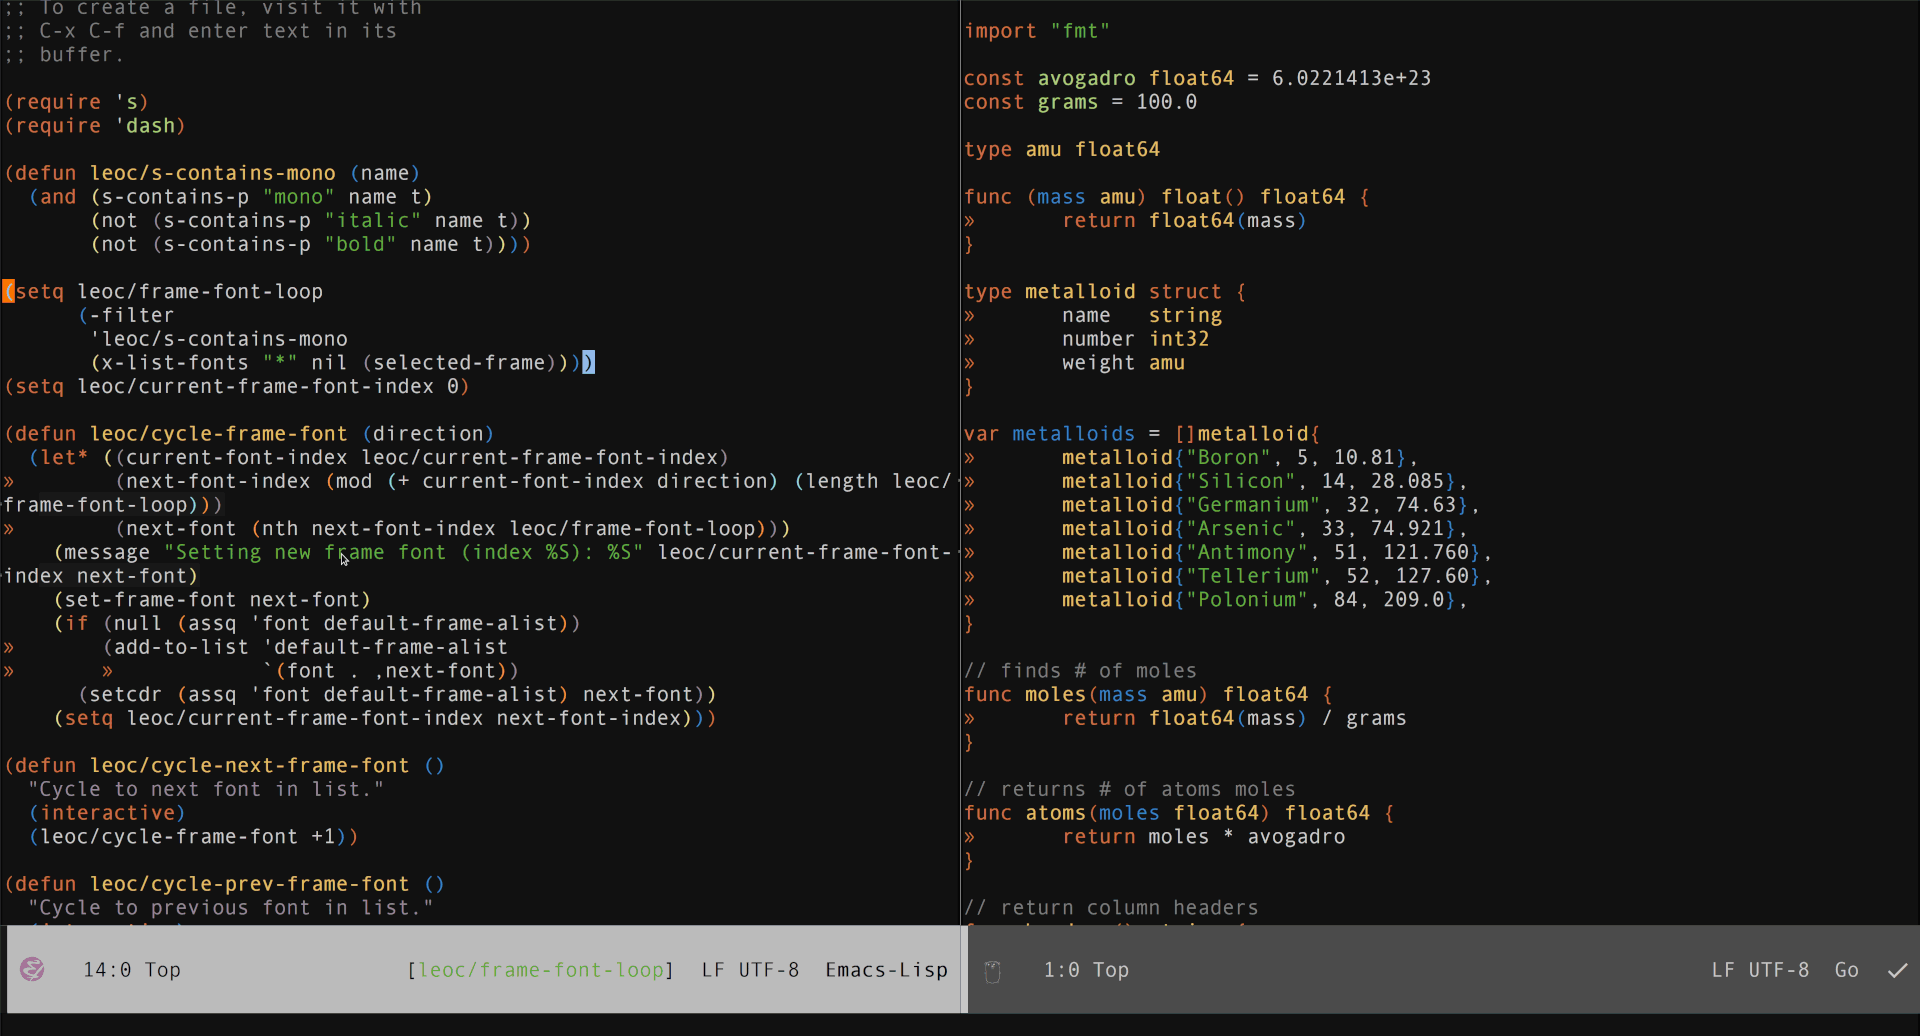 ;; To create a file, visit it with
;; C-x C-f and enter text in its
;; buffer.
(require 's)
(require 'dash)
(defun leoc/s-contains-mono (name)
  (and (s-contains-p "mono" name t)
       (not (s-contains-p "italic" name t))
       (not (s-contains-p "bold" name t))))
(setq leoc/frame-font-loop
      (-filter
       'leoc/s-contains-mono
       (x-list-fonts "*" nil (selected-frame))))
(setq leoc/current-frame-font-index 0)
(defun leoc/cycle-frame-font (direction)
  (let* ((current-font-index leoc/current-frame-font-index)
»        (next-font-index (mod (+ current-font-index direction) (length leoc/
frame-font-loop)))
»        (next-font (nth next-font-index leoc/frame-font-loop)))
    (message "Setting new frame font (index %S): %S" leoc/current-frame-font-
index next-font)
    (set-frame-font next-font)
    (if (null (assq 'font default-frame-alist))
»       (add-to-list 'default-frame-alist
»       »            `(font . ,next-font))
      (setcdr (assq 'font default-frame-alist) next-font))
    (setq leoc/current-frame-font-index next-font-index)))
(defun leoc/cycle-next-frame-font ()
  "Cycle to next font in list."
  (interactive)
  (leoc/cycle-frame-font +1))
(defun leoc/cycle-prev-frame-font ()
  "Cycle to previous font in list."
14:0 Top [leoc/frame-font-loop] LF UTF-8 Emacs-Lisp
import "fmt"
const avogadro float64 = 6.0221413e+23
const grams = 100.0
type amu float64
func (mass amu) float() float64 {
»       return float64(mass)
}
type metalloid struct {
»       name   string
»       number int32
»       weight amu
}
var metalloids = []metalloid{
»       metalloid{"Boron", 5, 10.81},
»       metalloid{"Silicon", 14, 28.085},
»       metalloid{"Germanium", 32, 74.63},
»       metalloid{"Arsenic", 33, 74.921},
»       metalloid{"Antimony", 51, 121.760},
»       metalloid{"Tellerium", 52, 127.60},
»       metalloid{"Polonium", 84, 209.0},
}
// finds # of moles
func moles(mass amu) float64 {
»       return float64(mass) / grams
}
// returns # of atoms moles
func atoms(moles float64) float64 {
»       return moles * avogadro
}
// return column headers
1:0 Top LF UTF-8 Go ✓